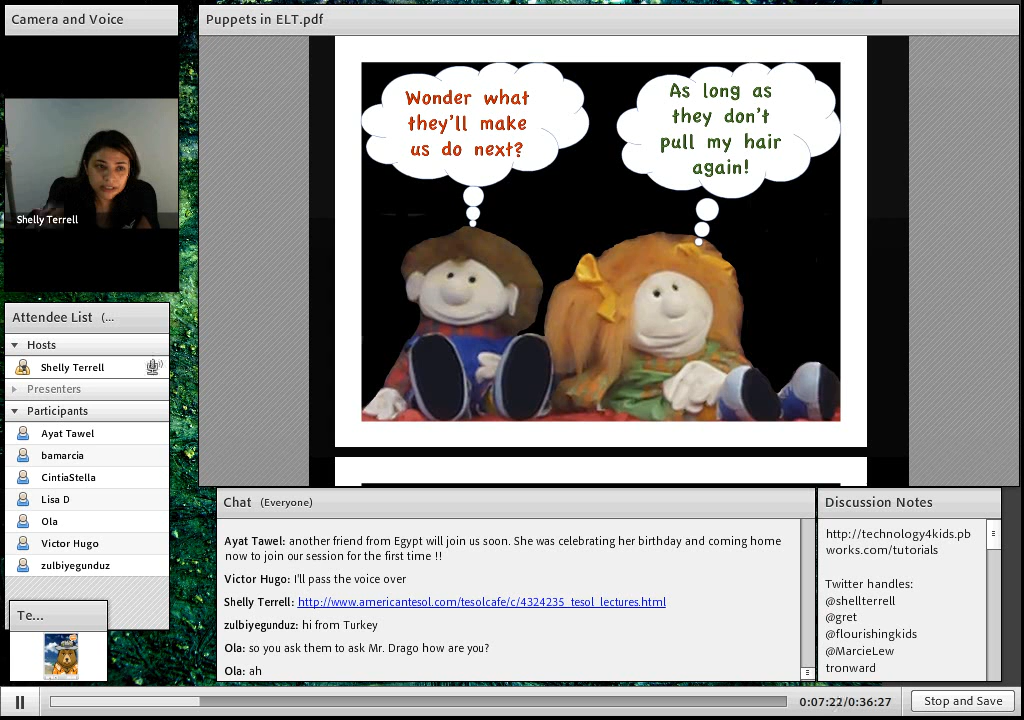 Camera and Voice
Shelly Terrell
Attendee List (...
Hosts
Shelly Terrell
Presenters
Participants
Ayat Tawel
bamarcia
CintiaStella
Lisa D
Ola
Victor Hugo
zulbiyegunduz
Te...
Puppets in ELT.pdf
Wonder what
they'll make
us do next?
As long as
they don't
pull my hair
again!
Chat (Everyone)
Ayat Tawel: another friend from Egypt will join us soon. She was celebrating her birthday and coming home
now to join our session for the first time !!
Victor Hugo: I'll pass the voice over
Shelly Terrell: http://www.americantesol.com/tesolcafe/c/4324235_tesol_lectures.html
zulbiyegunduz: hi from Turkey
Ola: so you ask them to ask Mr. Drago how are you?
Ola: ah
Discussion Notes
http://technology4kids.pb
works.com/tutorials
Twitter handles:
@shellterrell
@gret
@flourishingkids
@MarcieLew
tronward
0:07:22/0:36:27
Stop and Save